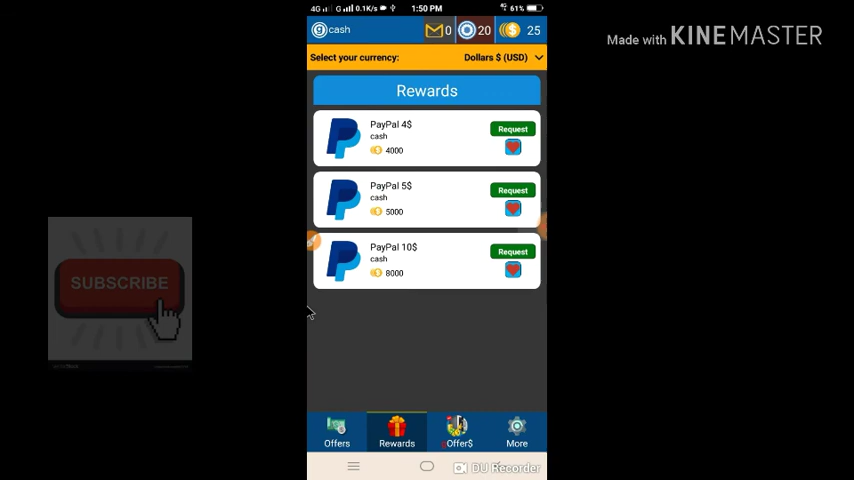 4G G 0.1K/s 1:50 PM 61%
Made with KINEMASTER
g cash 0 20 25
Select your currency: Dollars $ (USD)
Rewards
PayPal 4$
cash
4000
Request
PayPal 5$
cash
5000
Request
PayPal 10$
cash
8000
Request
SUBSCRIBE
Offers Rewards Offer$ More
DU Recorder